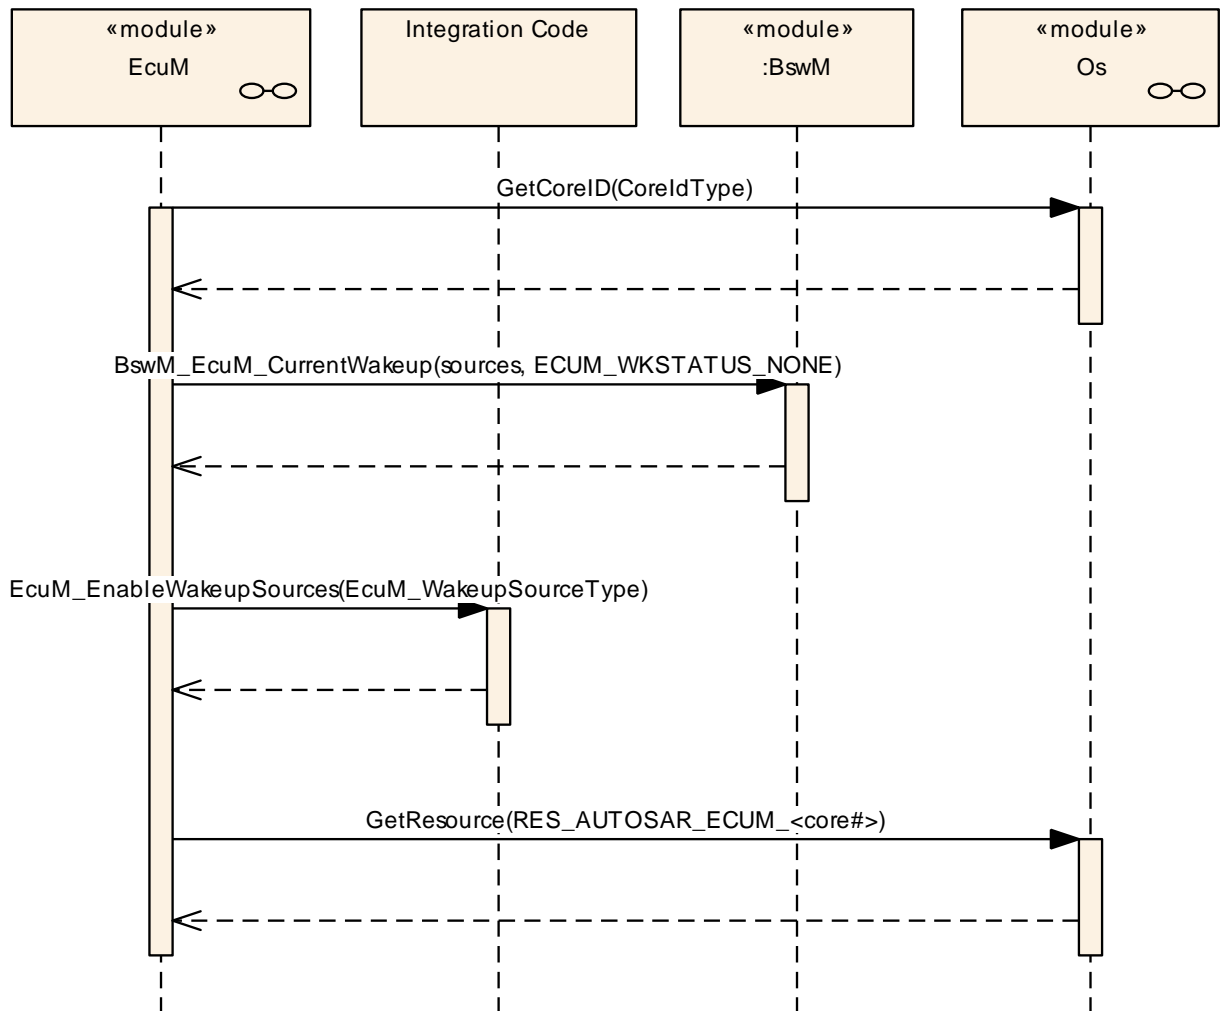 «module»
EcuM
Integration Code
«module»
:BswM
«module»
Os
GetCoreID(CoreIdType)
BswM_EcuM_CurrentWakeup(sources, ECUM_WKSTATUS_NONE)
EcuM_EnableWakeupSources(EcuM_WakeupSourceType)
GetResource(RES_AUTOSAR_ECUM_<core#>)